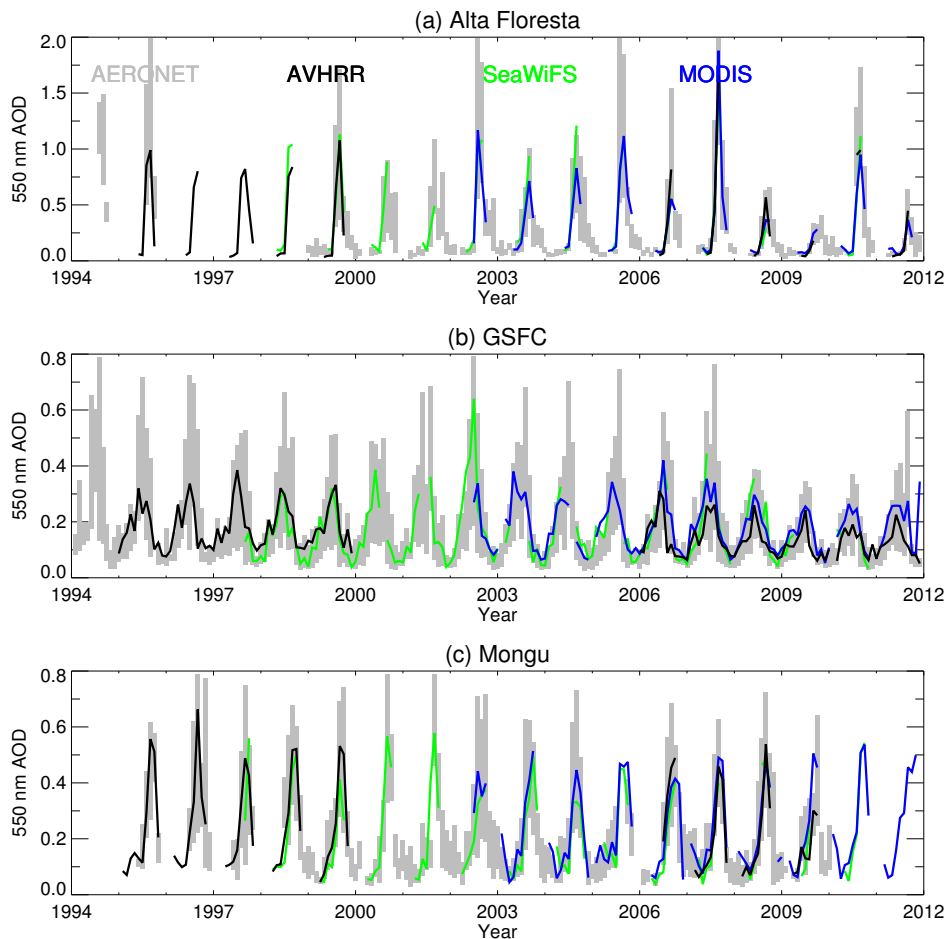 (a) Alta Floresta
2.0
AERONET AVHRR SeaWiFS MODIS
1.5
550 nm AOD
1.0
0.5
0.0
1994 1997 2000 2003 2006 2009 2012
Year
(b) GSFC
0.8
0.6
550 nm AOD
0.4
0.2
0.0
1994 1997 2000 2003 2006 2009 2012
Year
(c) Mongu
0.8
0.6
550 nm AOD
0.4
0.2
0.0
1994 1997 2000 2003 2006 2009 2012
Year